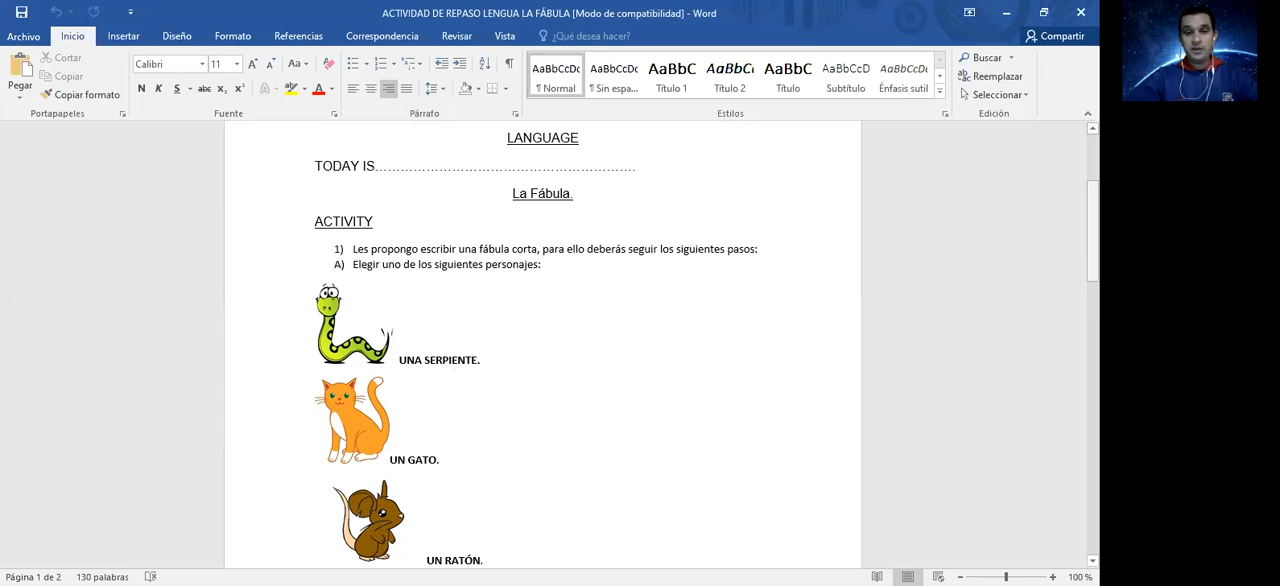 ACTIVIDAD DE REPASO LENGUA LA FÁBULA [Modo de compatibilidad] - Word
Archivo Inicio Insertar Diseño Formato Referencias Correspondencia Revisar Vista ¿Qué desea hacer? Compartir
Pegar
Cortar
Copiar
Copiar formato
Portapapeles
Calibri 11 Aa
N K S abc x₂ x² A A
Fuente
Párrafo
AaBbCcDc AaBbCcDc AaBbC AaBbCc AaBbC AaBbCcD AaBbCcDc
¶ Normal ¶ Sin espa... Título 1 Título 2 Título Subtítulo Énfasis sutil
Estilos
Buscar
Reemplazar
Seleccionar
Edición
LANGUAGE
TODAY IS…………………………………………………….
La Fábula.
ACTIVITY
1) Les propongo escribir una fábula corta, para ello deberás seguir los siguientes pasos:
A) Elegir uno de los siguientes personajes:
UNA SERPIENTE.
UN GATO.
UN RATÓN.
Página 1 de 2 130 palabras 100 %